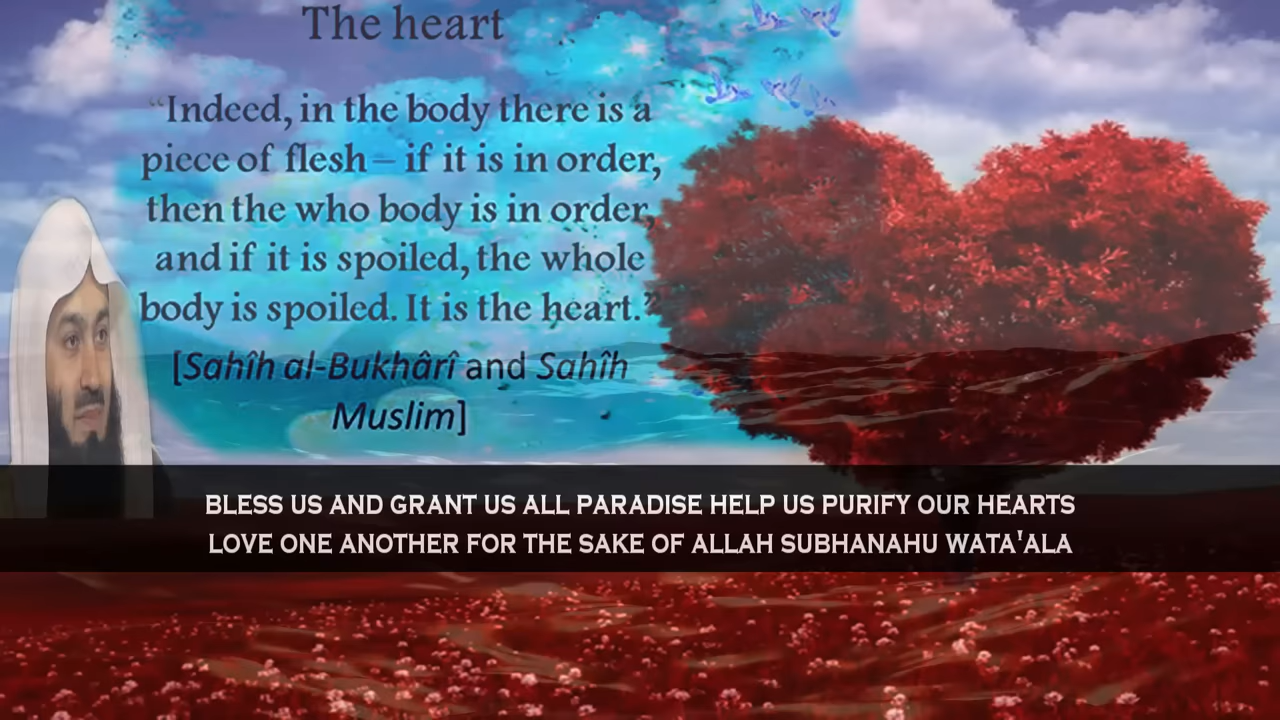 The heart
“Indeed, in the body there is a
piece of flesh – if it is in order,
then the who body is in order,
and if it is spoiled, the whole
body is spoiled. It is the heart.”
[Sahîh al-Bukhârî and Sahîh
Muslim]
BLESS US AND GRANT US ALL PARADISE HELP US PURIFY OUR HEARTS
LOVE ONE ANOTHER FOR THE SAKE OF ALLAH SUBHANAHU WATA'ALA